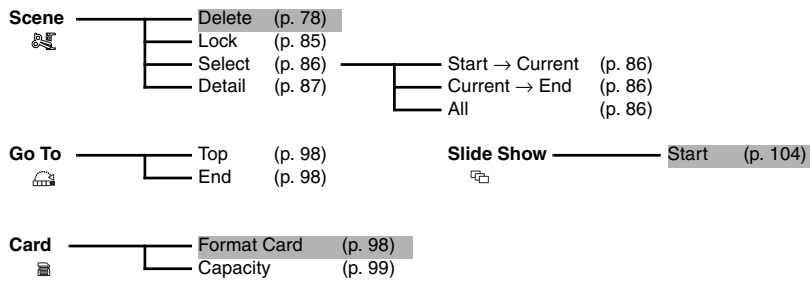 Scene Delete (p. 78)
Lock (p. 85)
Select (p. 86) Start → Current (p. 86)
Detail (p. 87) Current → End (p. 86)
All (p. 86)
Go To Top (p. 98) Slide Show Start (p. 104)
End (p. 98)
Card Format Card (p. 98)
Capacity (p. 99)